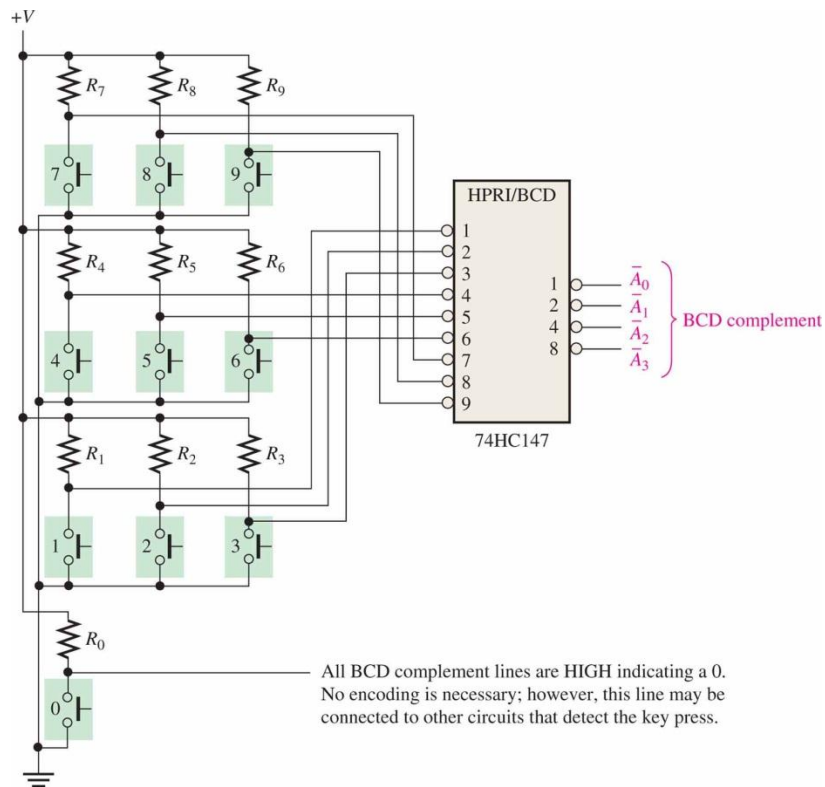 +V
R7 R8 R9
7 8 9
R4 R5 R6
4 5 6
R1 R2 R3
1 2 3
R0
0
HPRI/BCD
1
2
3
4
5
6
7
8
9
1
2
4
8
A̅0
A̅1
A̅2
A̅3
BCD complement
74HC147
All BCD complement lines are HIGH indicating a 0.
No encoding is necessary; however, this line may be
connected to other circuits that detect the key press.